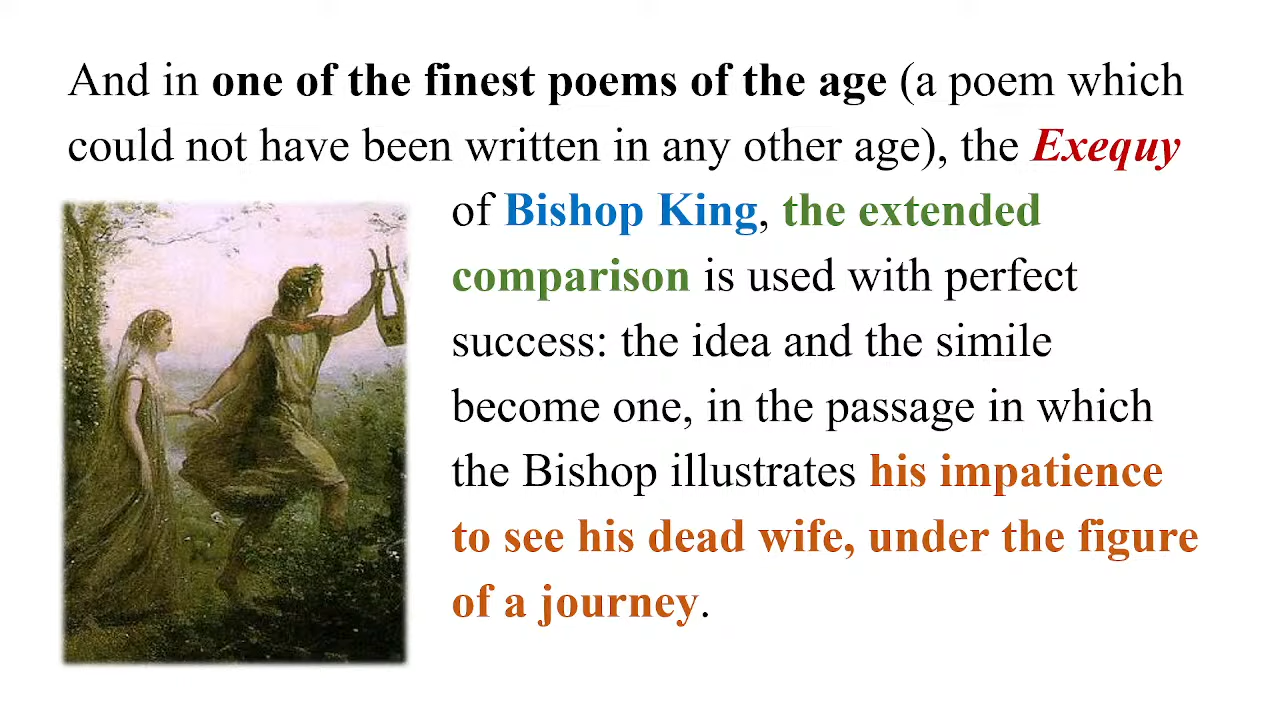 And in one of the finest poems of the age (a poem which
could not have been written in any other age), the Exequy
of Bishop King, the extended
comparison is used with perfect
success: the idea and the simile
become one, in the passage in which
the Bishop illustrates his impatience
to see his dead wife, under the figure
of a journey.